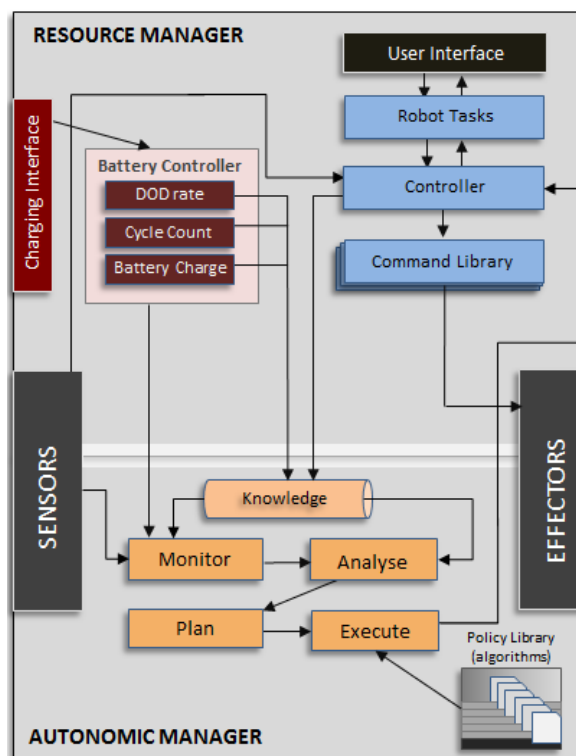 RESOURCE MANAGER
User Interface
Robot Tasks
Charging Interface
Battery Controller
DOD rate
Cycle Count
Battery Charge
Controller
Command Library
SENSORS
EFFECTORS
Knowledge
Monitor
Analyse
Plan
Execute
Policy Library
(algorithms)
AUTONOMIC MANAGER